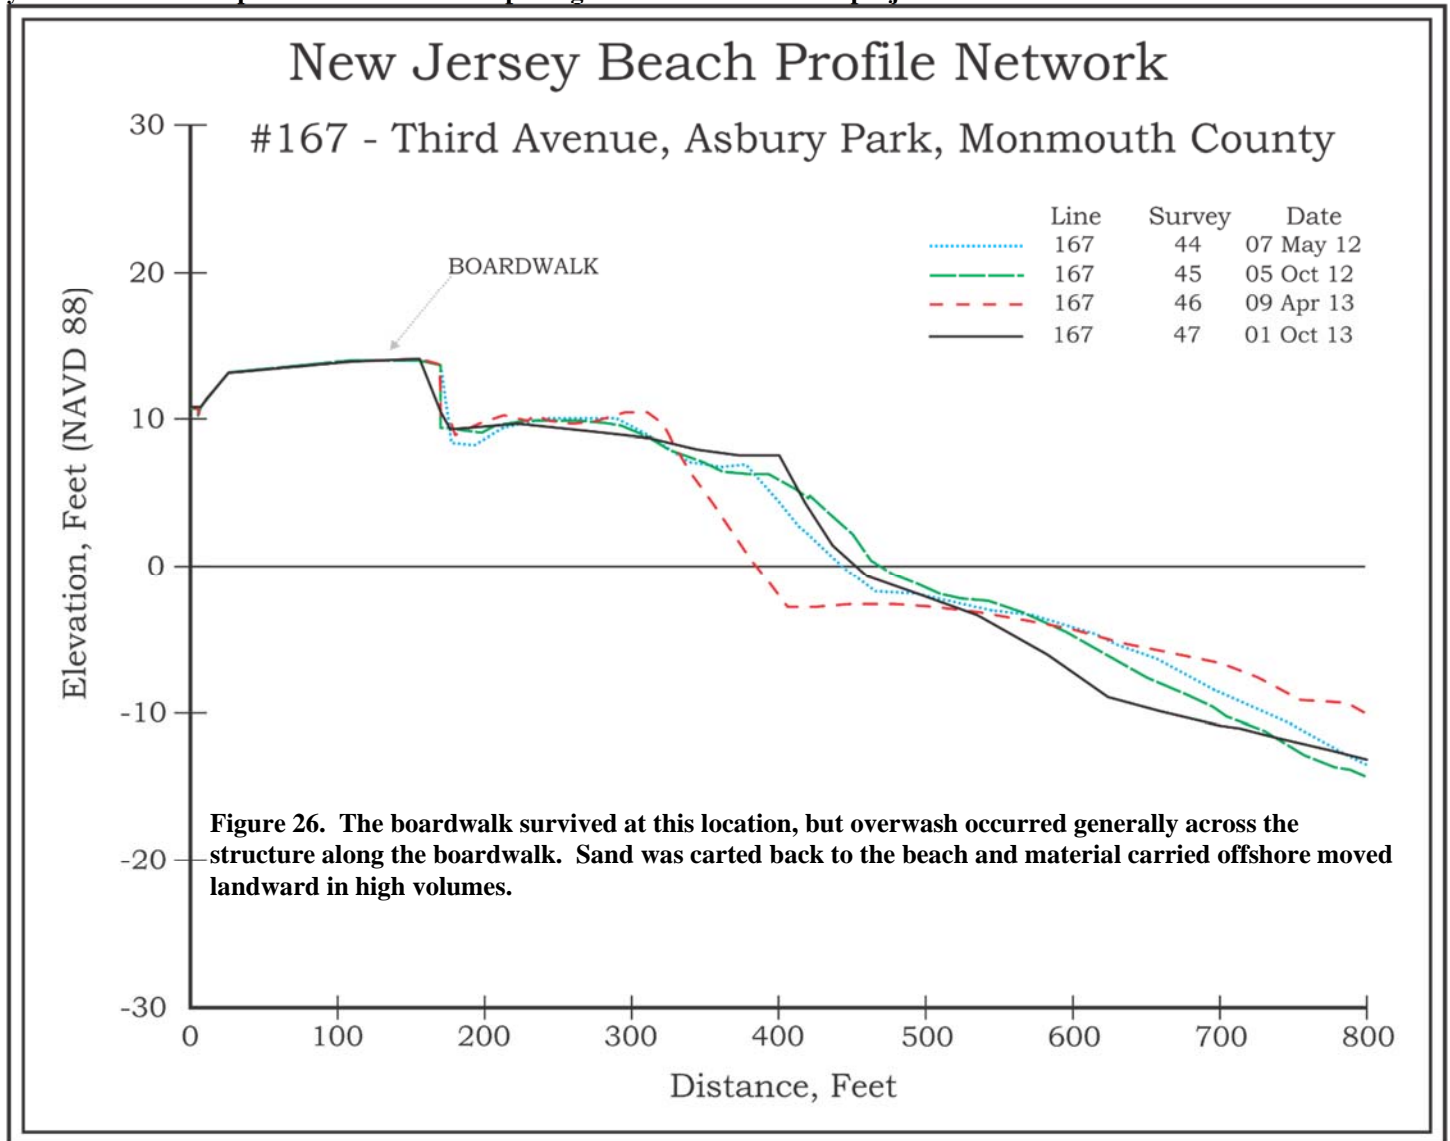 New Jersey Beach Profile Network
#167 - Third Avenue, Asbury Park, Monmouth County
Line Survey Date
167 44 07 May 12
167 45 05 Oct 12
167 46 09 Apr 13
167 47 01 Oct 13
BOARDWALK
Elevation, Feet (NAVD 88)
30
20
10
0
-10
-20
-30
Figure 26. The boardwalk survived at this location, but overwash occurred generally across the
structure along the boardwalk. Sand was carted back to the beach and material carried offshore moved
landward in high volumes.
0 100 200 300 400 500 600 700 800
Distance, Feet